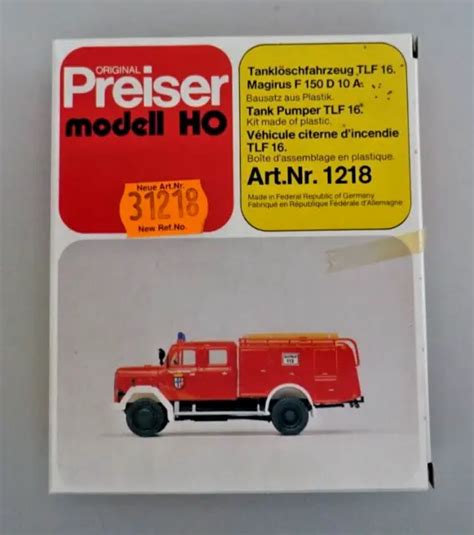 ORIGINAL
Preiser
modell HO
Neue Art.Nr.
31218
New Ref.No.
Tanklöschfahrzeug TLF 16.
Magirus F 150 D 10 A.
Bausatz aus Plastik.
Tank Pumper TLF 16.
Kit made of plastic.
Véhicule citerne d'incendie
TLF 16.
Boîte d'assemblage en plastique.
Art.Nr. 1218
Made in Federal Republic of Germany
Fabriqué en République Fédérale d'Allemagne
112